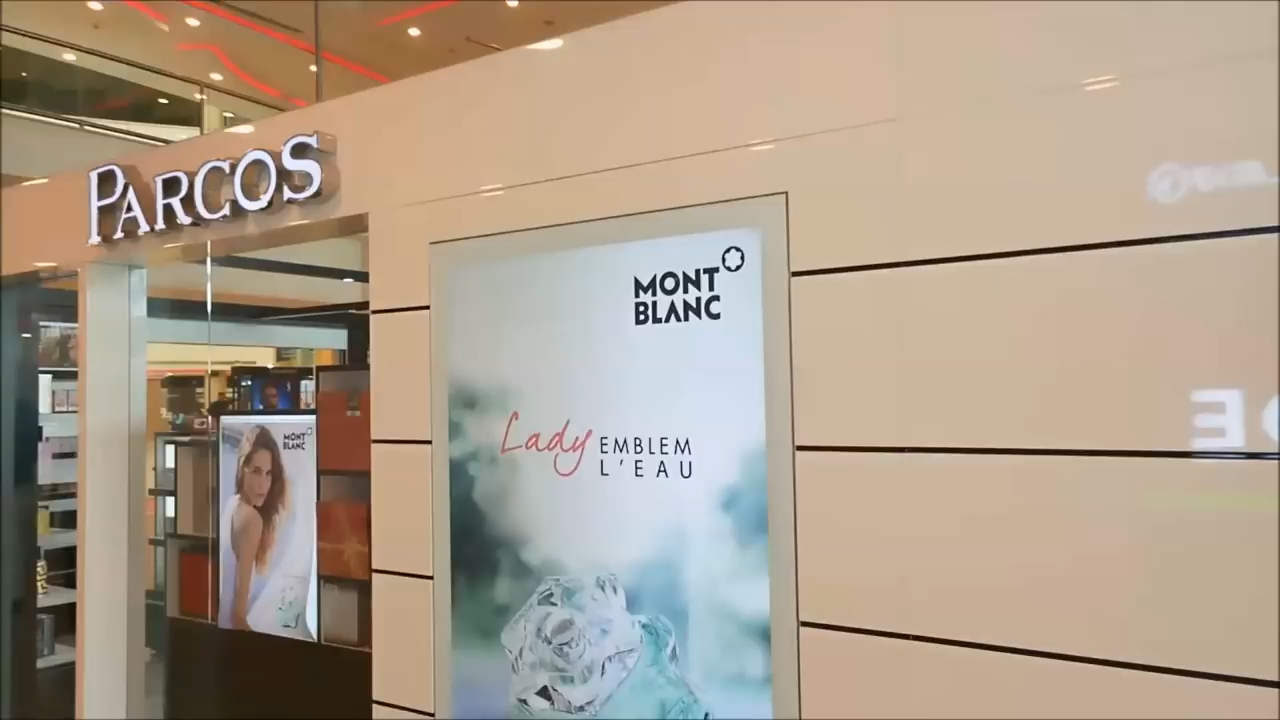 PARCOS
MONT
BLANC
Lady EMBLEM
L'EAU
MONT
BLANC